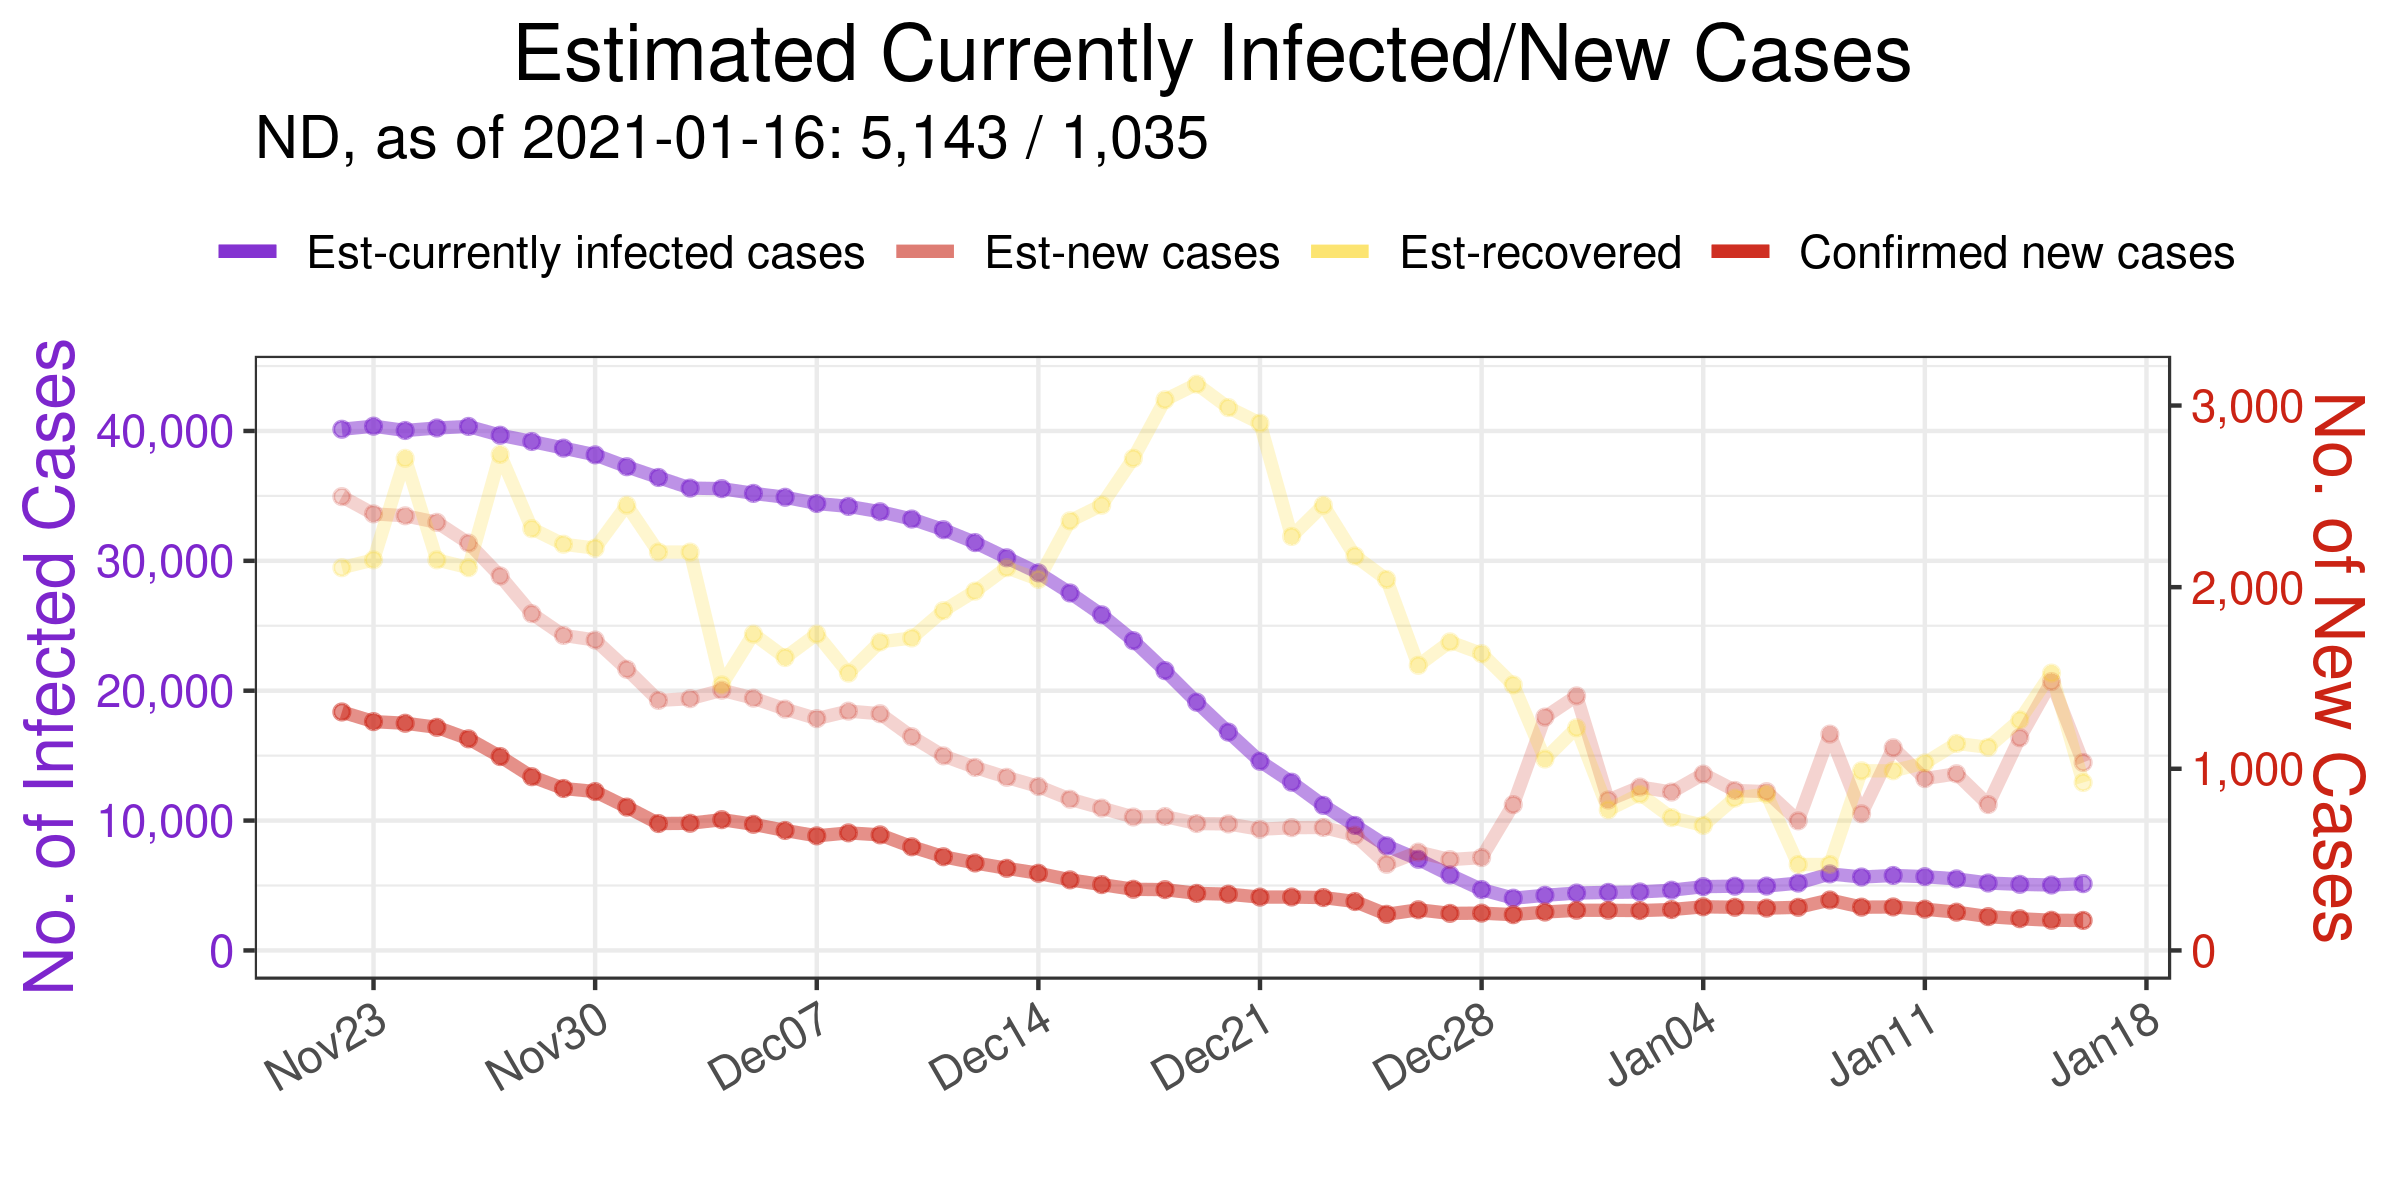 Estimated Currently Infected/New Cases
ND, as of 2021-01-16: 5,143 / 1,035
Est-currently infected cases Est-new cases Est-recovered Confirmed new cases
No. of Infected Cases
40,000
30,000
20,000
10,000
0
3,000
2,000
1,000
0
No. of New Cases
Nov23 Nov30 Dec07 Dec14 Dec21 Dec28 Jan04 Jan11 Jan18